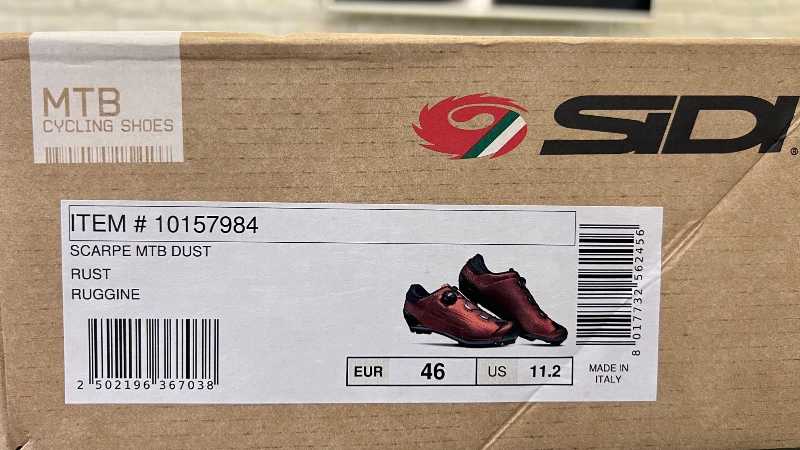 MTB
CYCLING SHOES
SIDI®
ITEM # 10157984
SCARPE MTB DUST
RUST
RUGGINE
2 502196 367038
EUR 46 US 11.2
MADE IN
ITALY
8 017732 562456